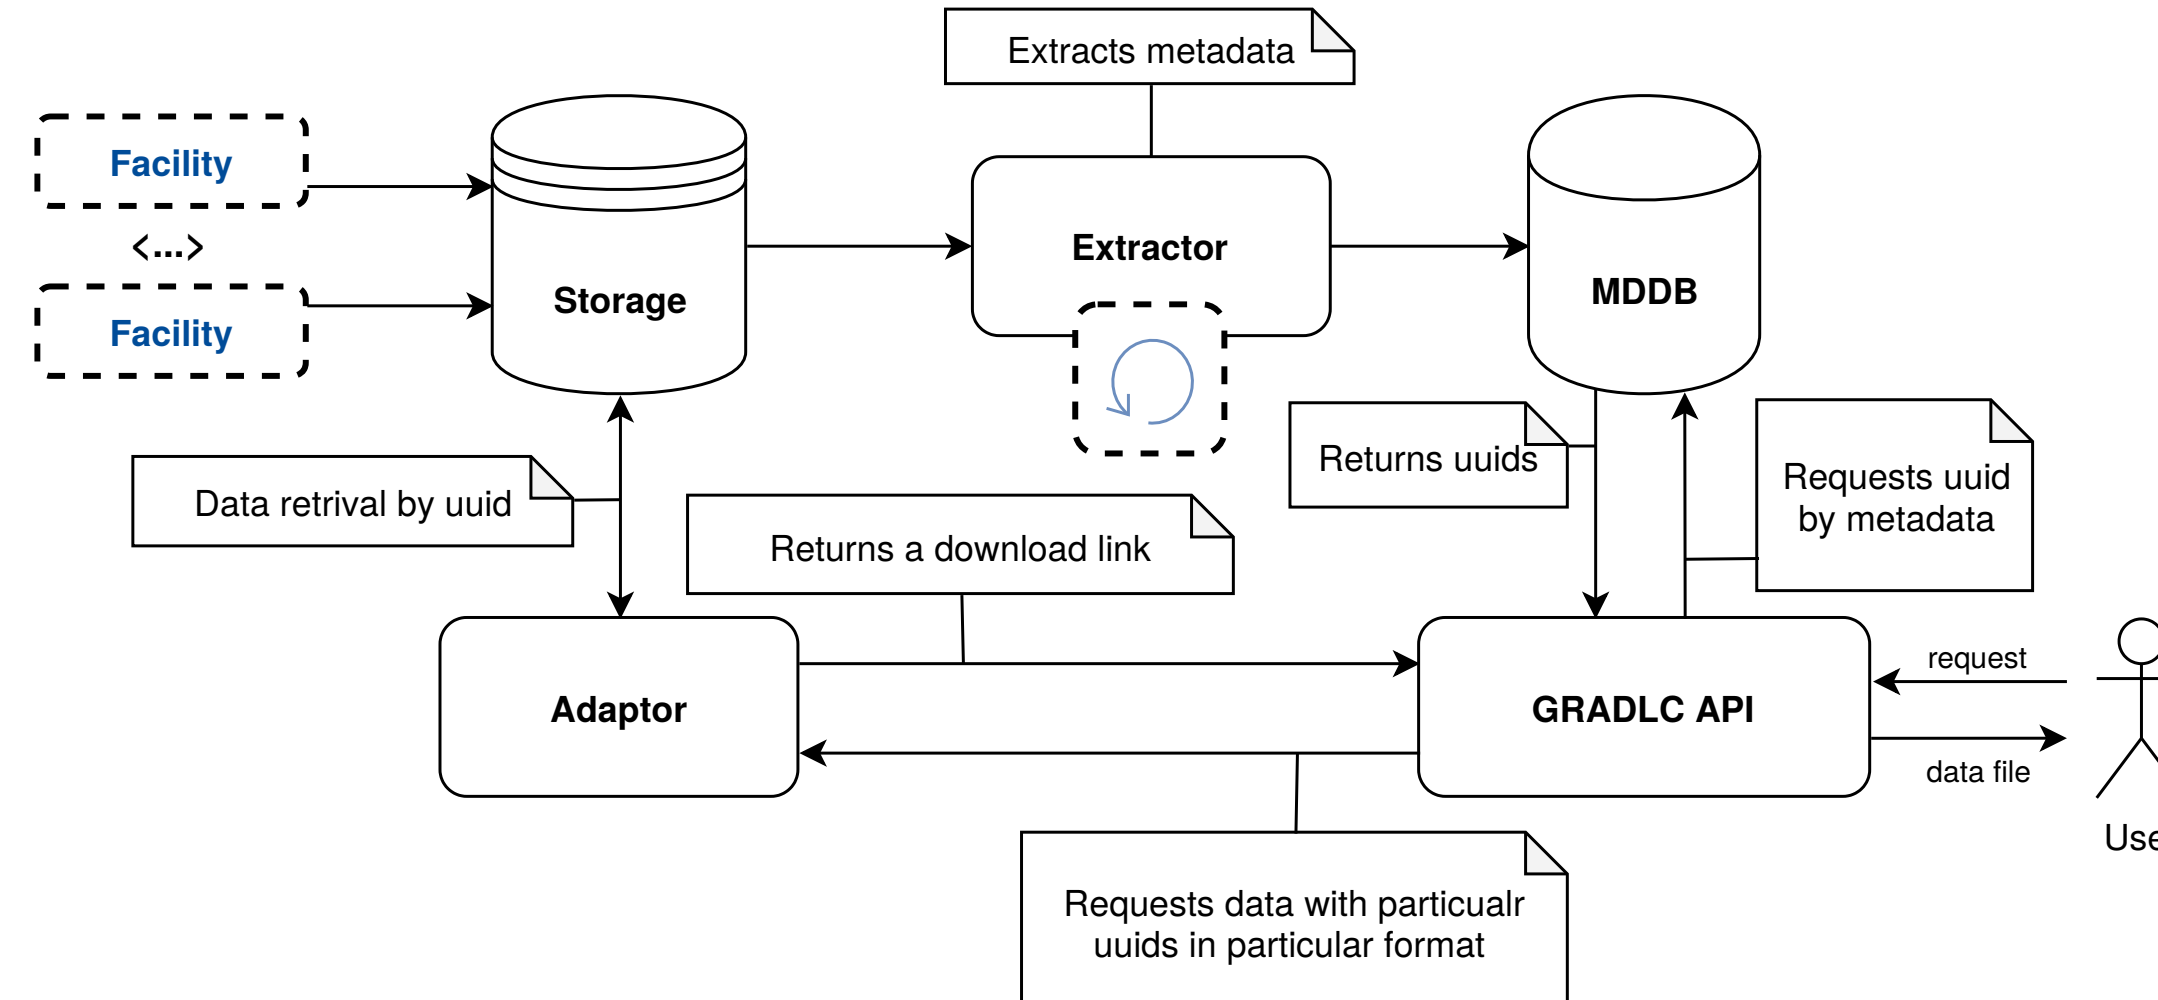 Extracts metadata
Facility
<...>
Facility
Storage
Extractor
MDDB
Data retrival by uuid
Returns a download link
Returns uuids
Requests uuid
by metadata
Adaptor
GRADLC API
request
data file
Use
Requests data with particualr
uuids in particular format